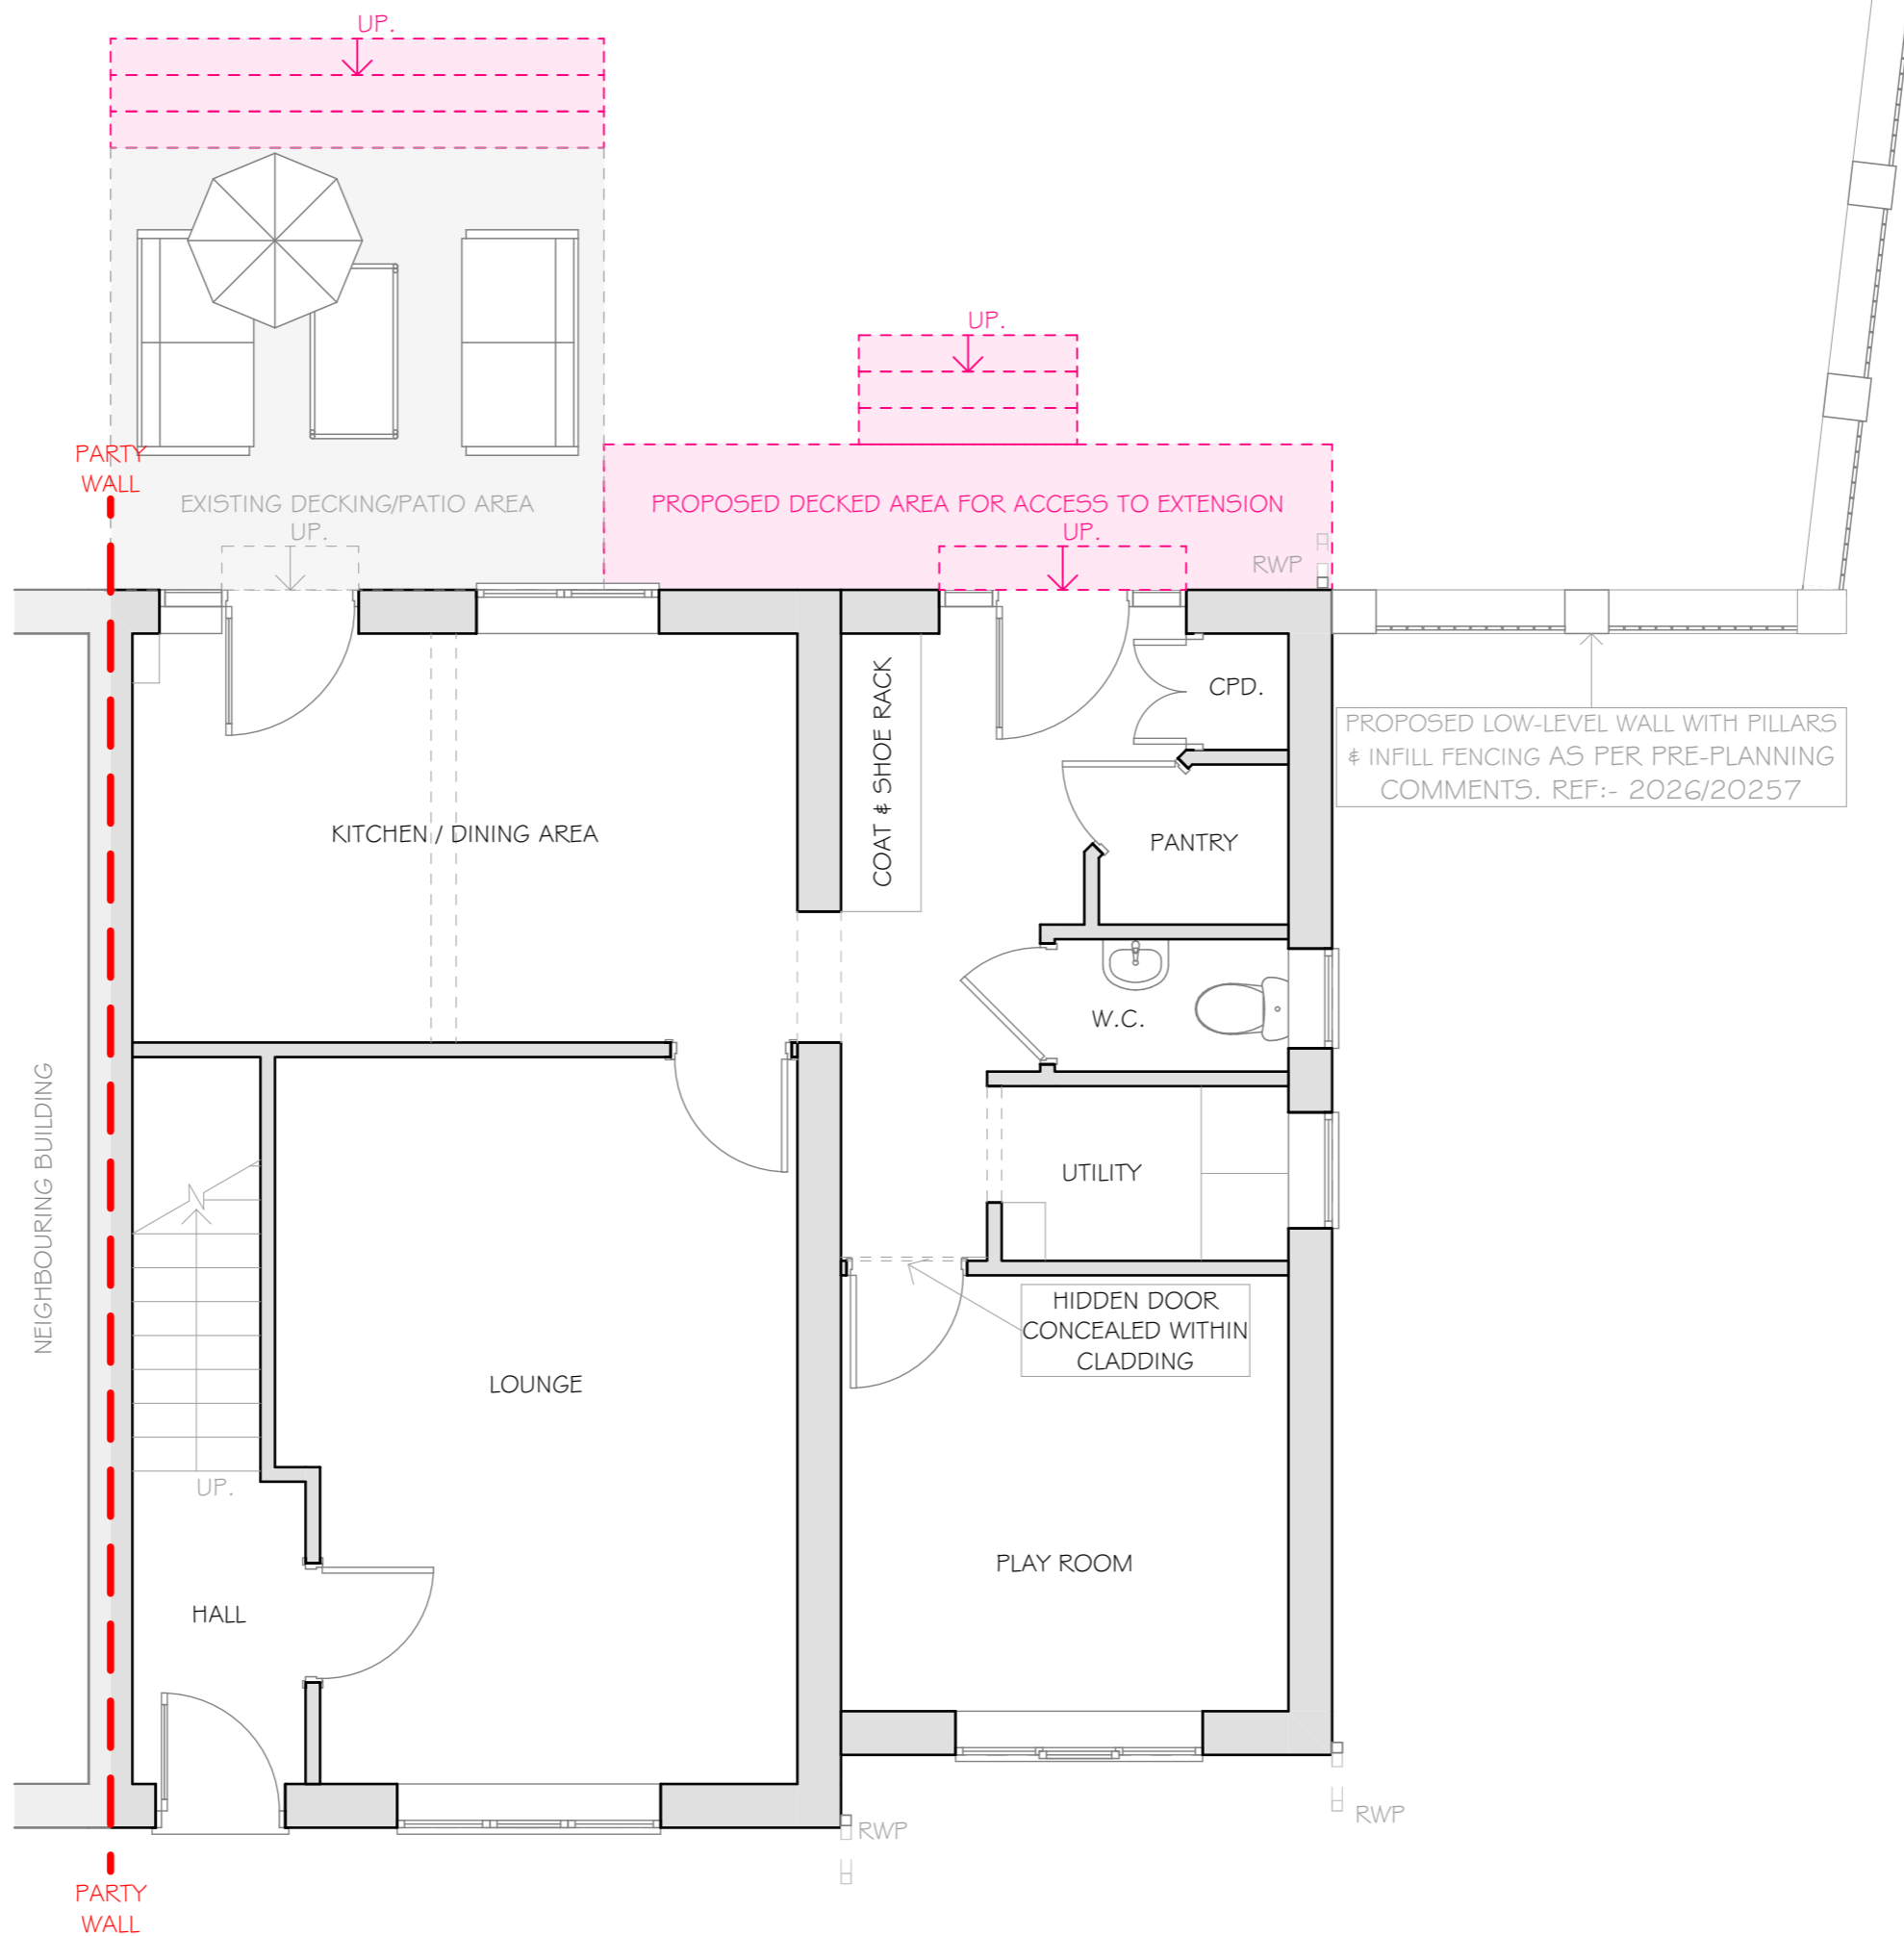 UP.
UP.
PARTY
WALL
EXISTING DECKING/PATIO AREA
UP.
PROPOSED DECKED AREA FOR ACCESS TO EXTENSION
UP.
RWP
COAT & SHOE RACK
CPD.
PROPOSED LOW-LEVEL WALL WITH PILLARS
& INFILL FENCING AS PER PRE-PLANNING
COMMENTS. REF:- 2026/20257
KITCHEN / DINING AREA
PANTRY
W.C.
NEIGHBOURING BUILDING
UTILITY
HIDDEN DOOR
CONCEALED WITHIN
CLADDING
LOUNGE
UP.
PLAY ROOM
HALL
RWP
RWP
PARTY
WALL